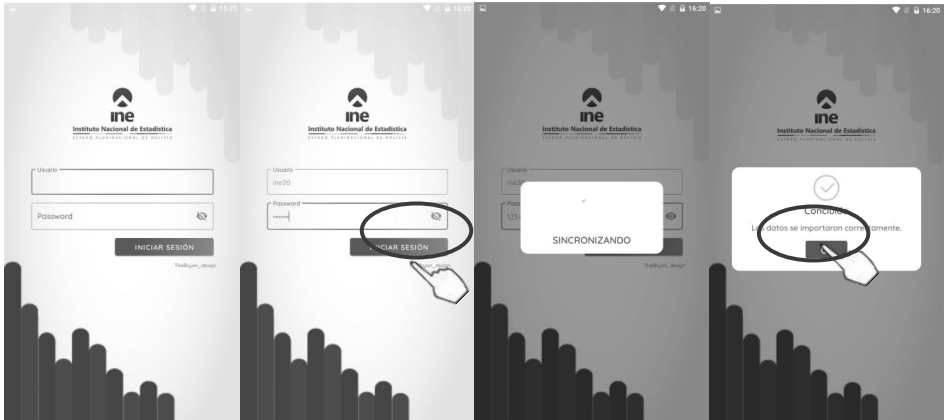 15:25
ine
Instituto Nacional de Estadística
ESTADO PLURINACIONAL DE BOLIVIA
Usuario
Password
INICIAR SESIÓN
TheBryan_design
16:20
ine
Instituto Nacional de Estadística
ESTADO PLURINACIONAL DE BOLIVIA
Usuario
ine20
Password
INICIAR SESIÓN
16:20
ine
Instituto Nacional de Estadística
ESTADO PLURINACIONAL DE BOLIVIA
Usuario
ine20
SINCRONIZANDO
16:20
ine
Instituto Nacional de Estadística
ESTADO PLURINACIONAL DE BOLIVIA
Concluido
Los datos se importaron correctamente.